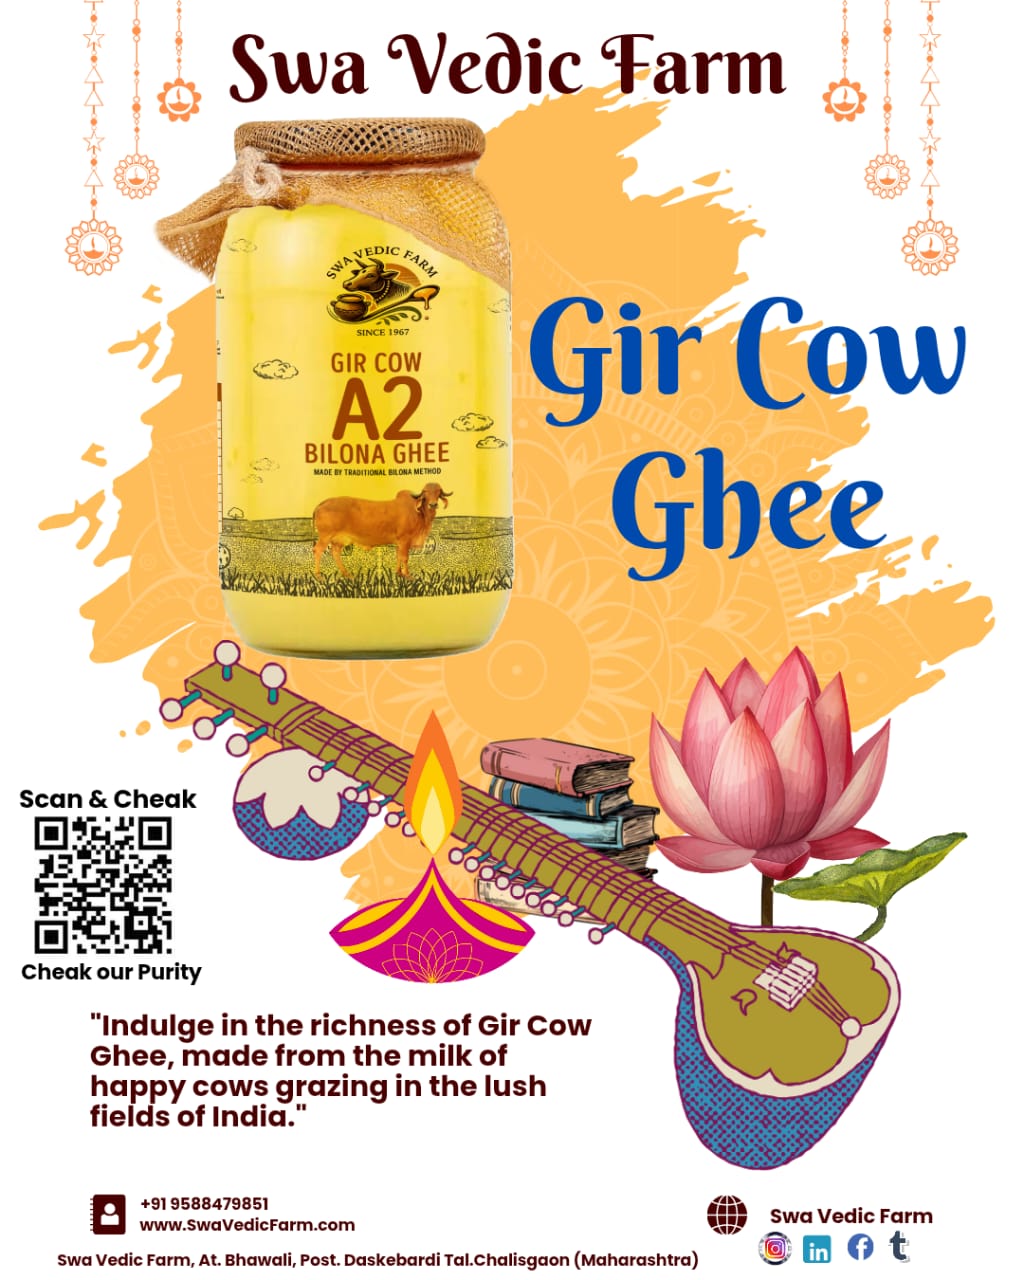 Swa Vedic Farm
SWA VEDIC FARM
SINCE 1967
GIR COW
A2
BILONA GHEE
MADE BY TRADITIONAL BILONA METHOD
Gir Cow
Ghee
Scan & Cheak
Cheak our Purity
"Indulge in the richness of Gir Cow
Ghee, made from the milk of
happy cows grazing in the lush
fields of India."
+91 9588479851
www.SwaVedicFarm.com
Swa Vedic Farm
Swa Vedic Farm, At. Bhawali, Post. Daskebardi Tal.Chalisgaon (Maharashtra)